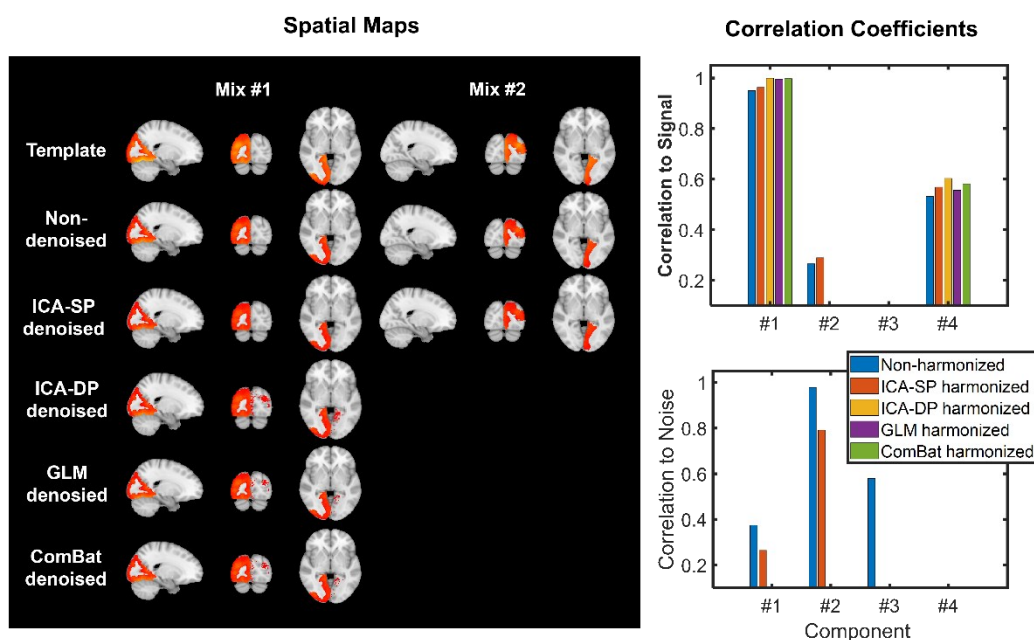 Spatial Maps
Mix #1
Mix #2
Template
Non-
denoised
ICA-SP
denoised
ICA-DP
denoised
GLM
denosied
ComBat
denoised
Correlation Coefficients
Correlation to Signal
1
0.8
0.6
0.4
0.2
#1
#2
#3
#4
Non-harmonized
ICA-SP harmonized
ICA-DP harmonized
GLM harmonized
ComBat harmonized
Correlation to Noise
1
0.8
0.6
0.4
0.2
#1
#2
#3
#4
Component